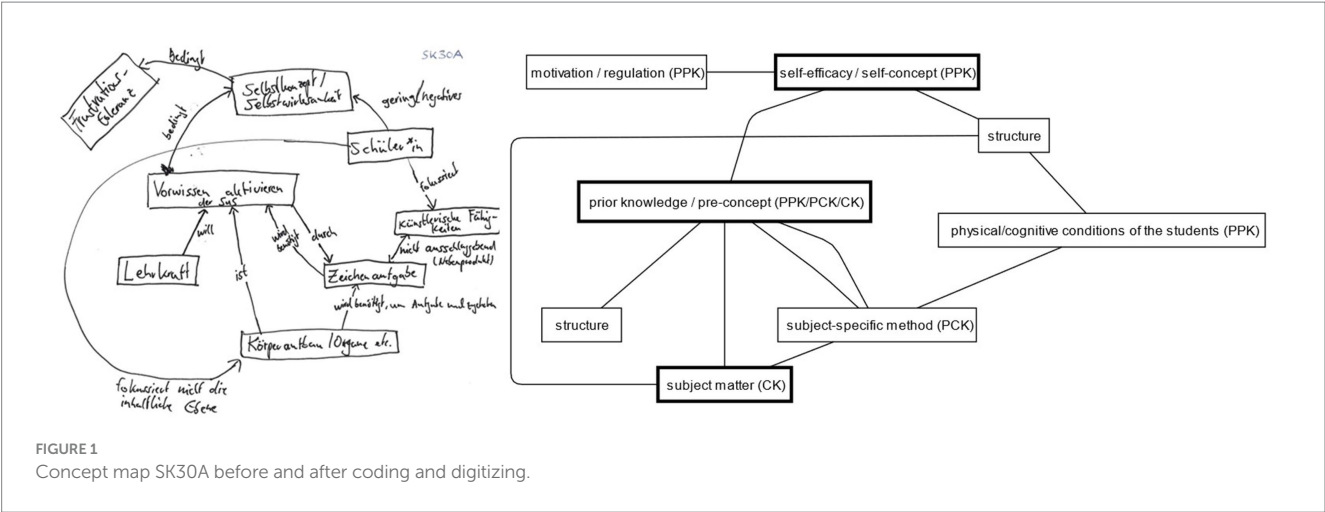 SK30A
Bedingt
Frustrations-
toleranz
Selbstkonzept /
Selbstwirksamkeit
gering/negatives
bedingt
Schüler*in
fokussiert
Vorwissen aktivieren
der SuS
Künstlerische Fähig-
keiten
will
wird
benötigt
durch
nicht ausschlaggebend
(Nebenprodukt)
Lehrkraft
ist
Zeichenaufgabe
wird benötigt, um Aufgabe
Körperaufbau/Organe etc.
fokussiert nicht die
inhaltliche Ebene
motivation / regulation (PPK)
self-efficacy / self-concept (PPK)
structure
prior knowledge / pre-concept (PPK/PCK/CK)
physical/cognitive conditions of the students (PPK)
structure
subject-specific method (PCK)
subject matter (CK)
FIGURE 1
Concept map SK30A before and after coding and digitizing.